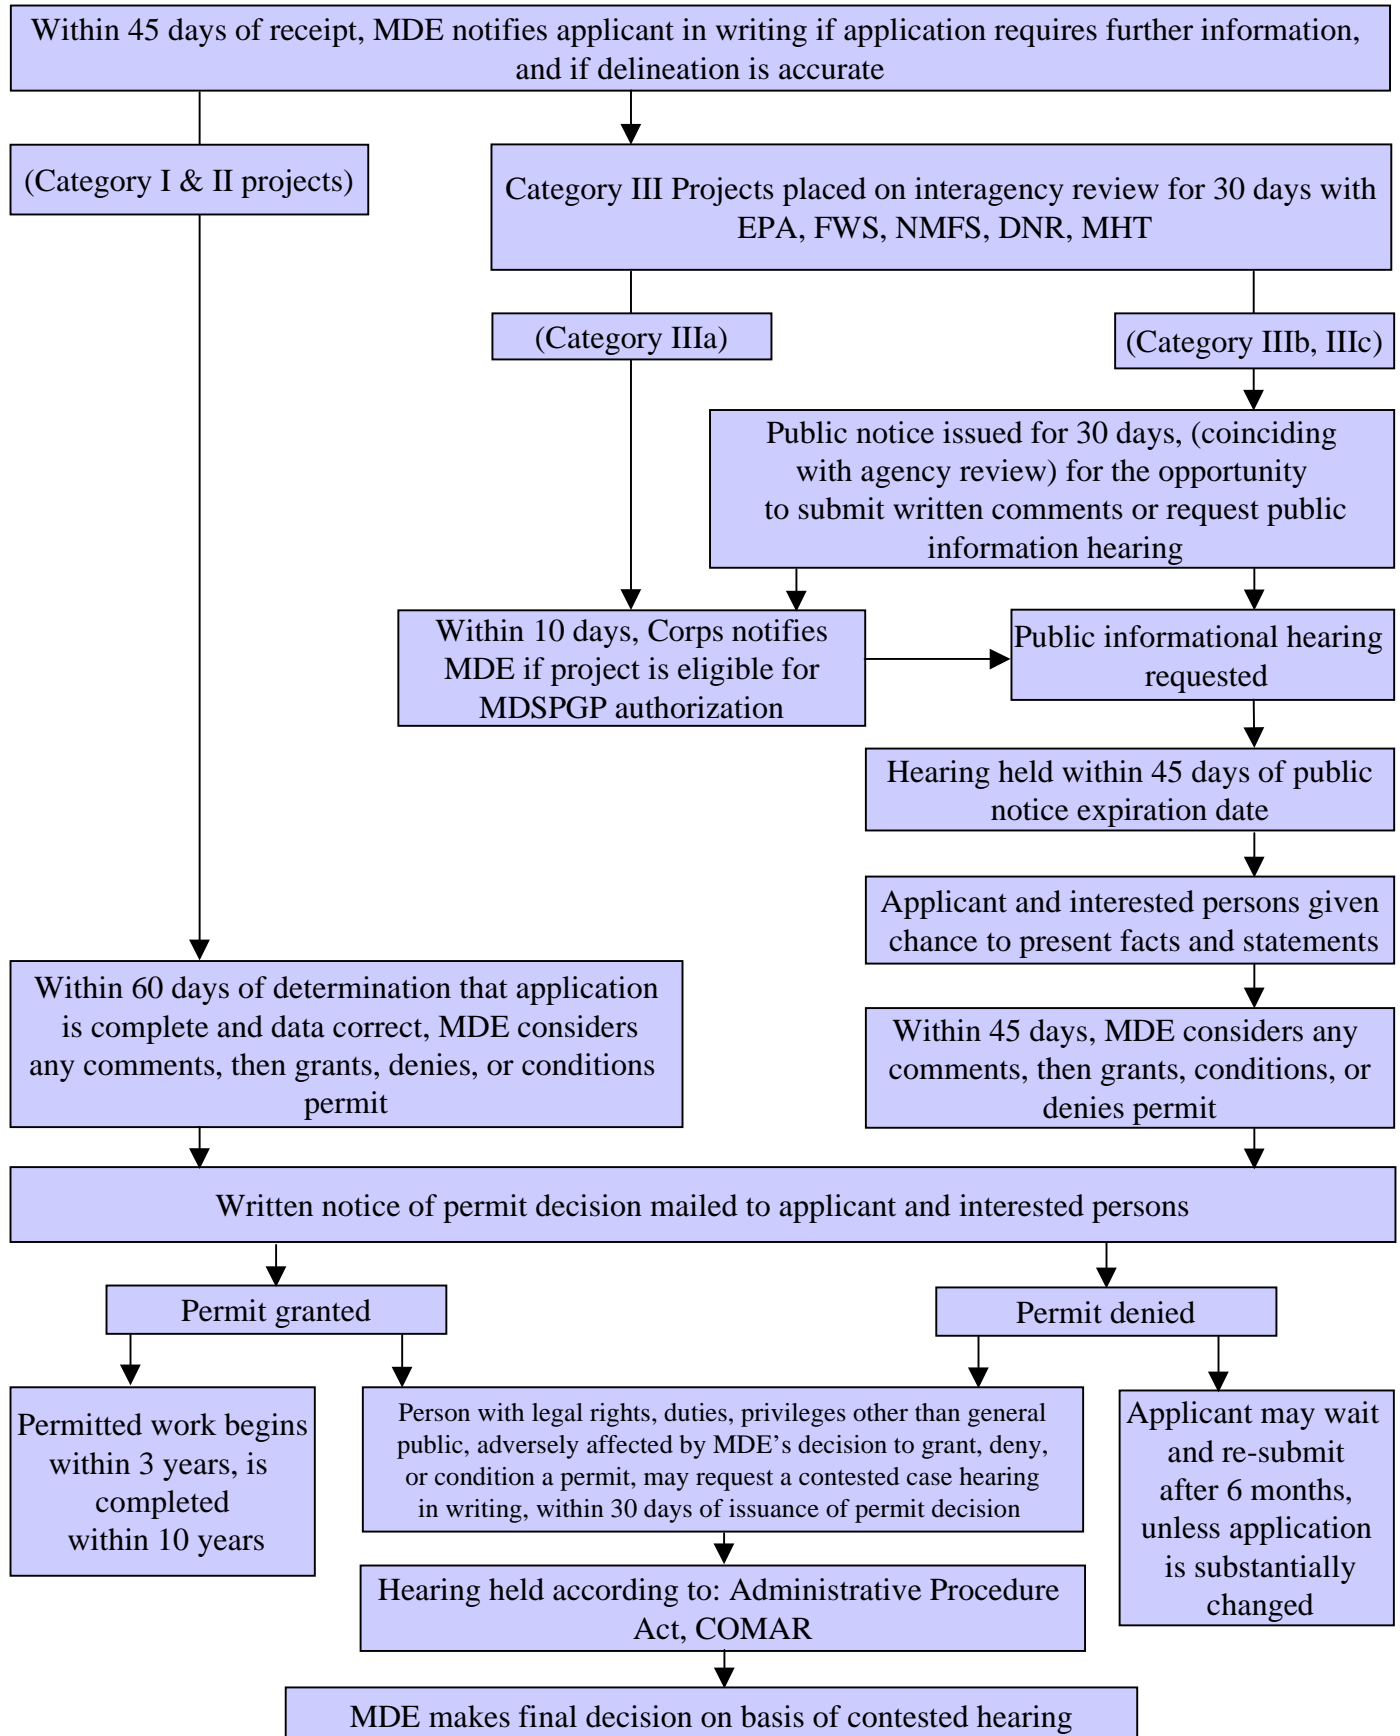 Within 45 days of receipt, MDE notifies applicant in writing if application requires further information,
and if delineation is accurate
(Category I & II projects)
Category III Projects placed on interagency review for 30 days with
EPA, FWS, NMFS, DNR, MHT
(Category IIIa)
(Category IIIb, IIIc)
Public notice issued for 30 days, (coinciding
with agency review) for the opportunity
to submit written comments or request public
information hearing
Within 10 days, Corps notifies
MDE if project is eligible for
MDSPGP authorization
Public informational hearing
requested
Hearing held within 45 days of public
notice expiration date
Applicant and interested persons given
chance to present facts and statements
Within 60 days of determination that application
is complete and data correct, MDE considers
any comments, then grants, denies, or conditions
permit
Within 45 days, MDE considers any
comments, then grants, conditions, or
denies permit
Written notice of permit decision mailed to applicant and interested persons
Permit granted
Permit denied
Permitted work begins
within 3 years, is
completed
within 10 years
Person with legal rights, duties, privileges other than general
public, adversely affected by MDE’s decision to grant, deny,
or condition a permit, may request a contested case hearing
in writing, within 30 days of issuance of permit decision
Applicant may wait
and re-submit
after 6 months,
unless application
is substantially
changed
Hearing held according to: Administrative Procedure
Act, COMAR
MDE makes final decision on basis of contested hearing